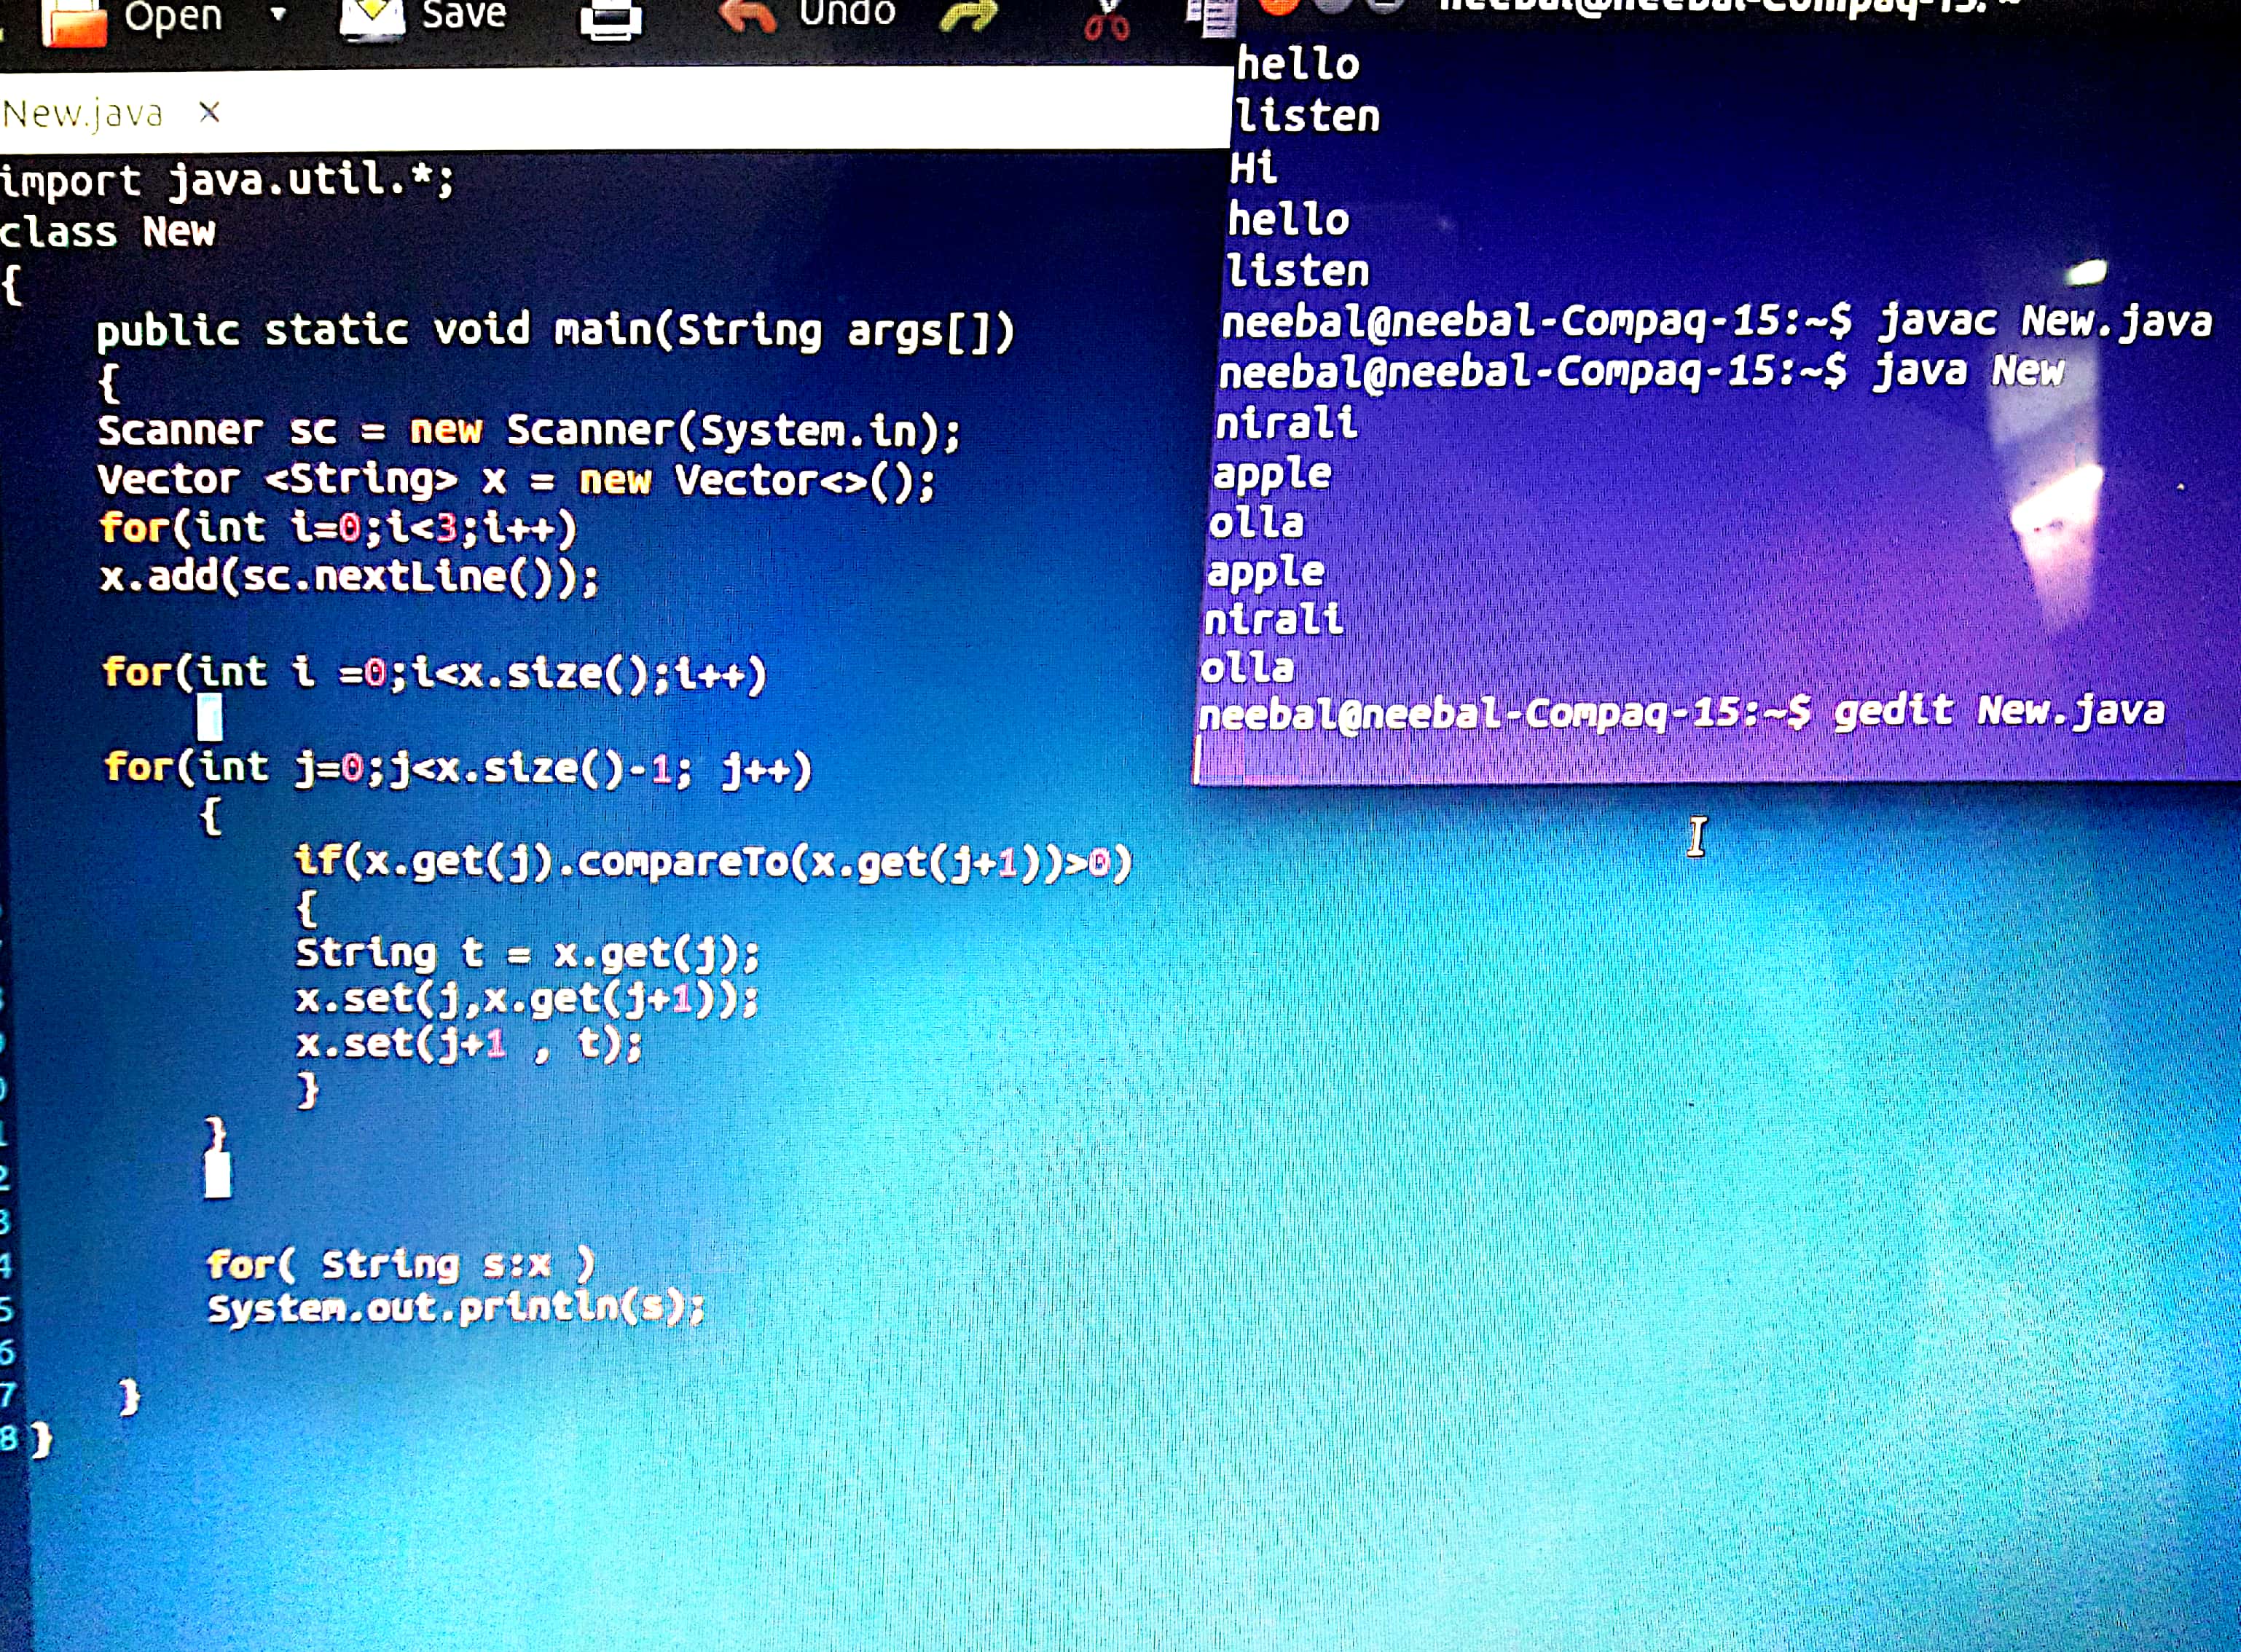 Open Save Undo
New.java ×
import java.util.*;
class New
{
public static void main(String args[])
{
Scanner sc = new Scanner(System.in);
Vector <String> x = new Vector<>();
for(int i=0;i<3;i++)
x.add(sc.nextLine());
for(int i =0;i<x.size();i++)
for(int j=0;j<x.size()-1; j++)
{
if(x.get(j).compareTo(x.get(j+1))>0)
{
String t = x.get(j);
x.set(j,x.get(j+1));
x.set(j+1 , t);
}
}
for( String s:x )
System.out.println(s);
}
8 }
neebal@neebal-Compaq-15: ~
hello
listen
Hi
hello
listen
neebal@neebal-Compaq-15:~$ javac New.java
neebal@neebal-Compaq-15:~$ java New
nirali
apple
olla
apple
nirali
olla
neebal@neebal-Compaq-15:~$ gedit New.java